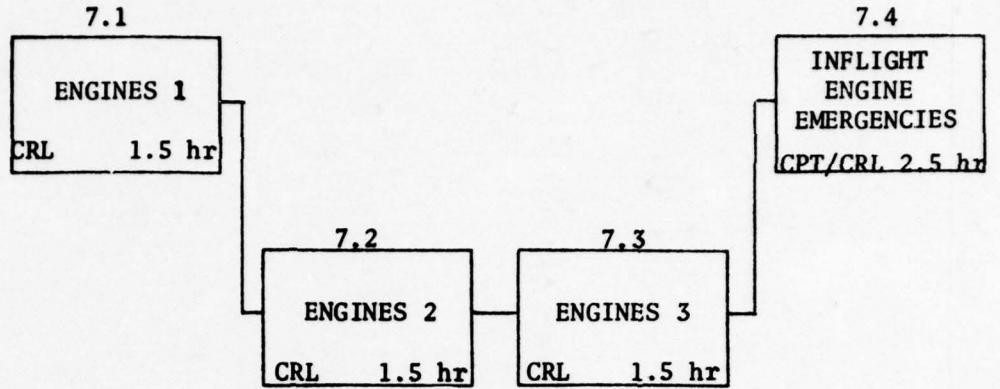 7.1
ENGINES 1
CRL 1.5 hr
7.2
ENGINES 2
CRL 1.5 hr
7.3
ENGINES 3
CRL 1.5 hr
7.4
INFLIGHT
ENGINE
EMERGENCIES
CPT/CRL 2.5 hr